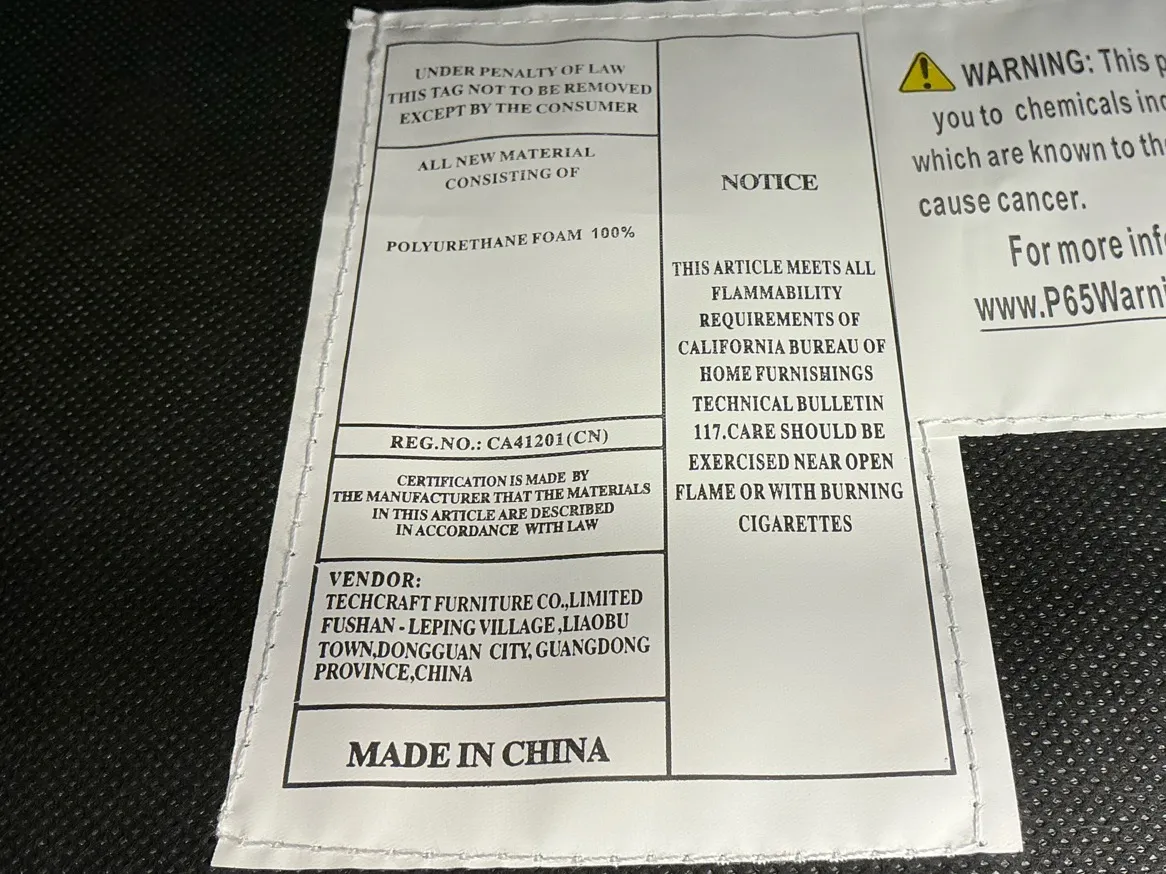 UNDER PENALTY OF LAW
THIS TAG NOT TO BE REMOVED
EXCEPT BY THE CONSUMER
ALL NEW MATERIAL
CONSISTING OF
POLYURETHANE FOAM 100%
REG.NO.: CA41201(CN)
CERTIFICATION IS MADE BY
THE MANUFACTURER THAT THE MATERIALS
IN THIS ARTICLE ARE DESCRIBED
IN ACCORDANCE WITH LAW
VENDOR:
TECHCRAFT FURNITURE CO.,LIMITED
FUSHAN - LEPING VILLAGE,LIAOBU
TOWN,DONGGUAN CITY, GUANGDONG
PROVINCE,CHINA
MADE IN CHINA
NOTICE
THIS ARTICLE MEETS ALL
FLAMMABILITY
REQUIREMENTS OF
CALIFORNIA BUREAU OF
HOME FURNISHINGS
TECHNICAL BULLETIN
117.CARE SHOULD BE
EXERCISED NEAR OPEN
FLAME OR WITH BURNING
CIGARETTES
WARNING: This
you to chemicals
which are known to
cause cancer.
For more